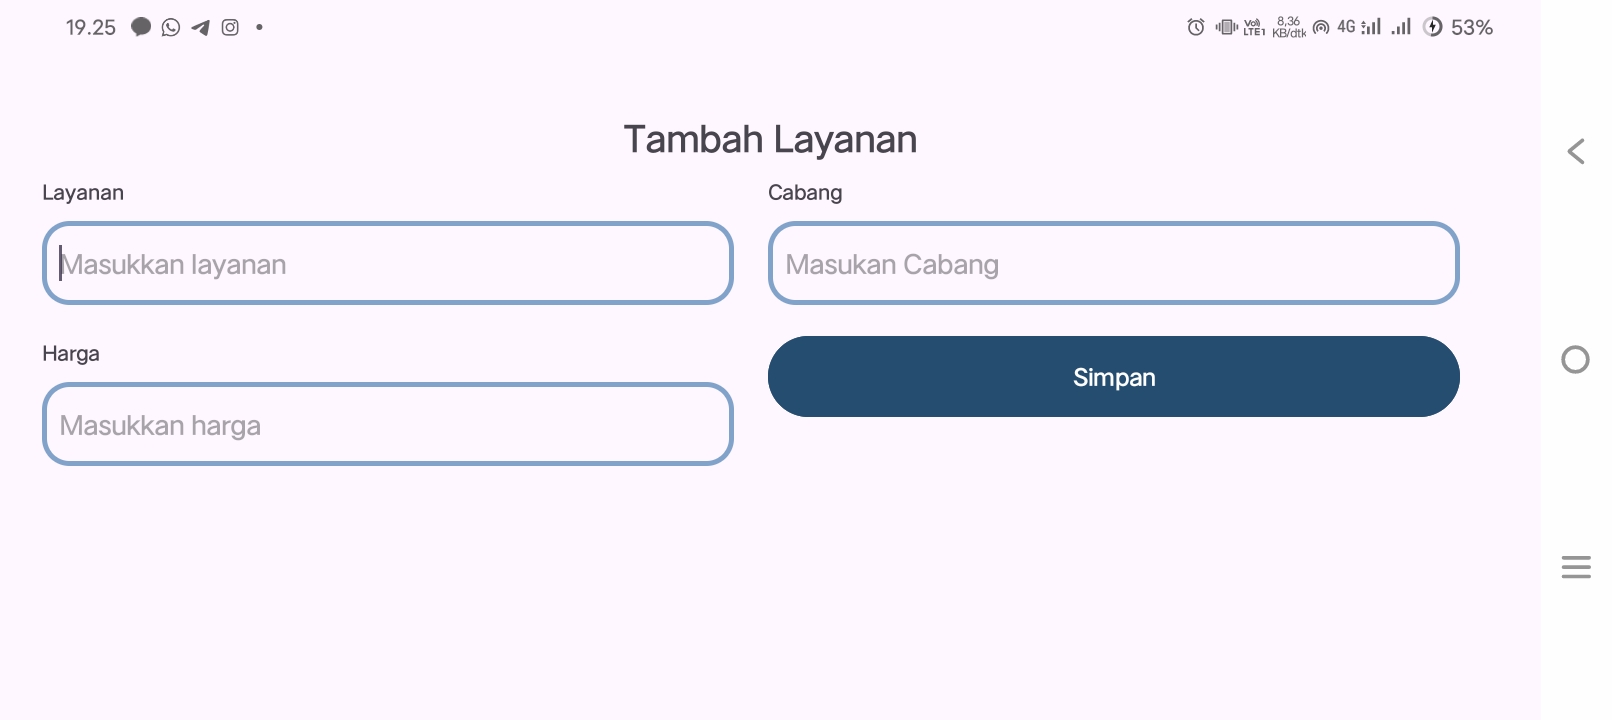 19.25 8,36 KB/dtk Vo) LTE1 4G 53%
Tambah Layanan
Layanan
Masukkan layanan
Cabang
Masukan Cabang
Harga
Masukkan harga
Simpan